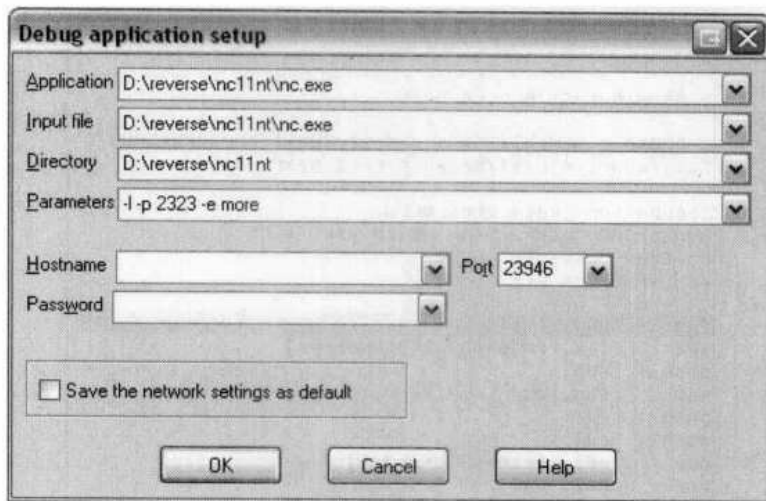 Debug application setup
Application D:\reverse\nc11nt\nc.exe
Input file D:\reverse\nc11nt\nc.exe
Directory D:\reverse\nc11nt
Parameters -l -p 2323 -e more
Hostname Port 23946
Password
Save the network settings as default
OK Cancel Help